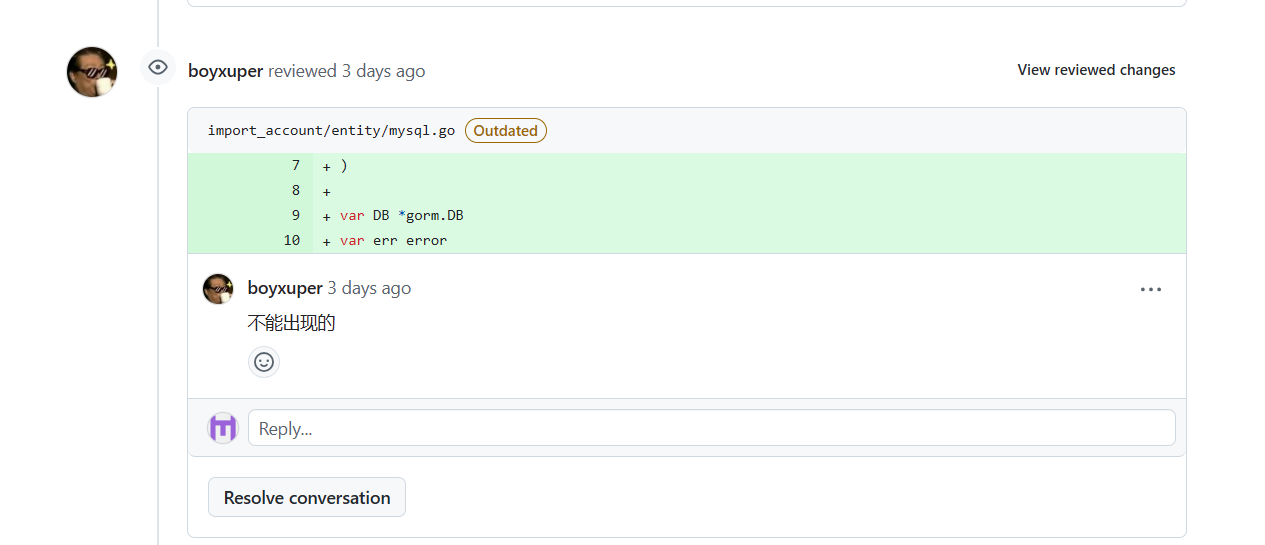 boyxuper reviewed 3 days ago
View reviewed changes
import_account/entity/mysql.go Outdated
7 + )
8 +
9 + var DB *gorm.DB
10 + var err error
boyxuper 3 days ago
不能出现的
Reply...
Resolve conversation